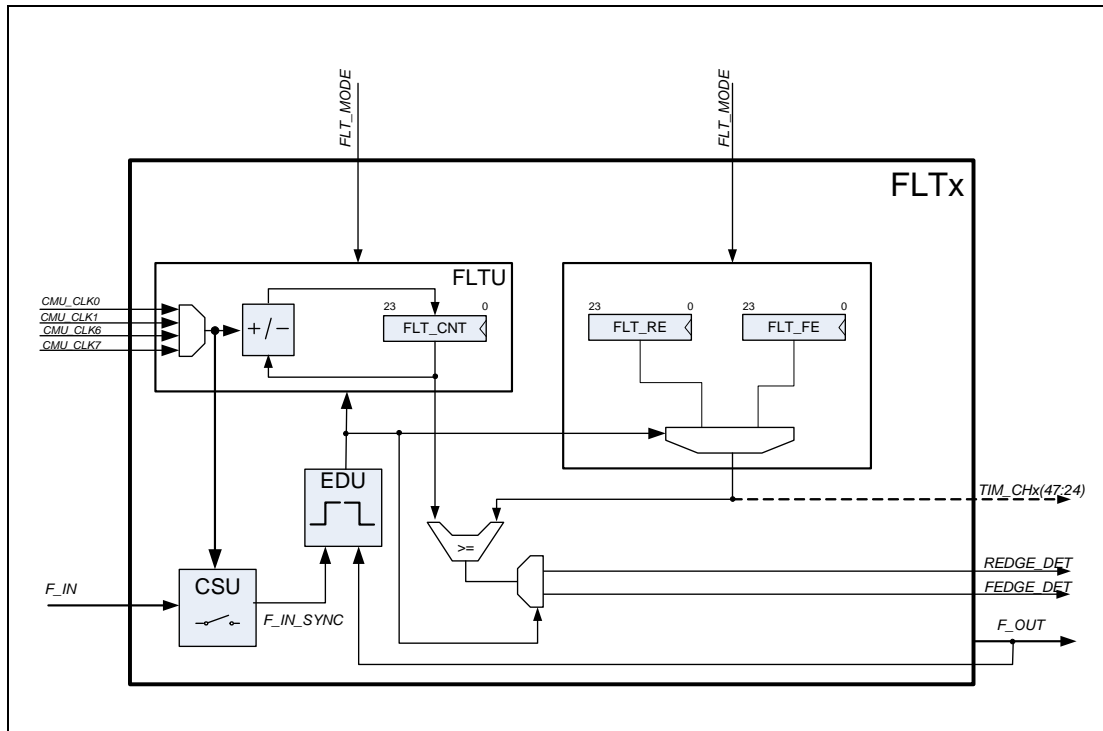 FLT_MODE
FLT_MODE
FLTx
FLTU
CMU_CLK0
CMU_CLK1
CMU_CLK6
CMU_CLK7
+/−
23 0
FLT_CNT
23 0
FLT_RE
23 0
FLT_FE
EDU
TIM_CHx(47:24)
>=
REDGE_DET
FEDGE_DET
F_IN
CSU
F_IN_SYNC
F_OUT